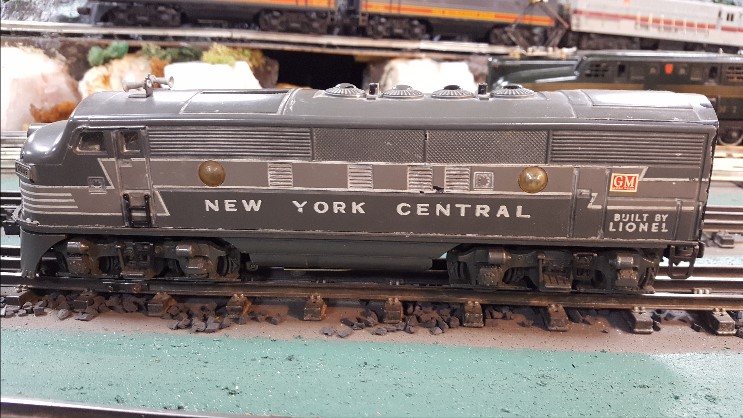 NEW YORK CENTRAL
GM
BUILT BY
LIONEL